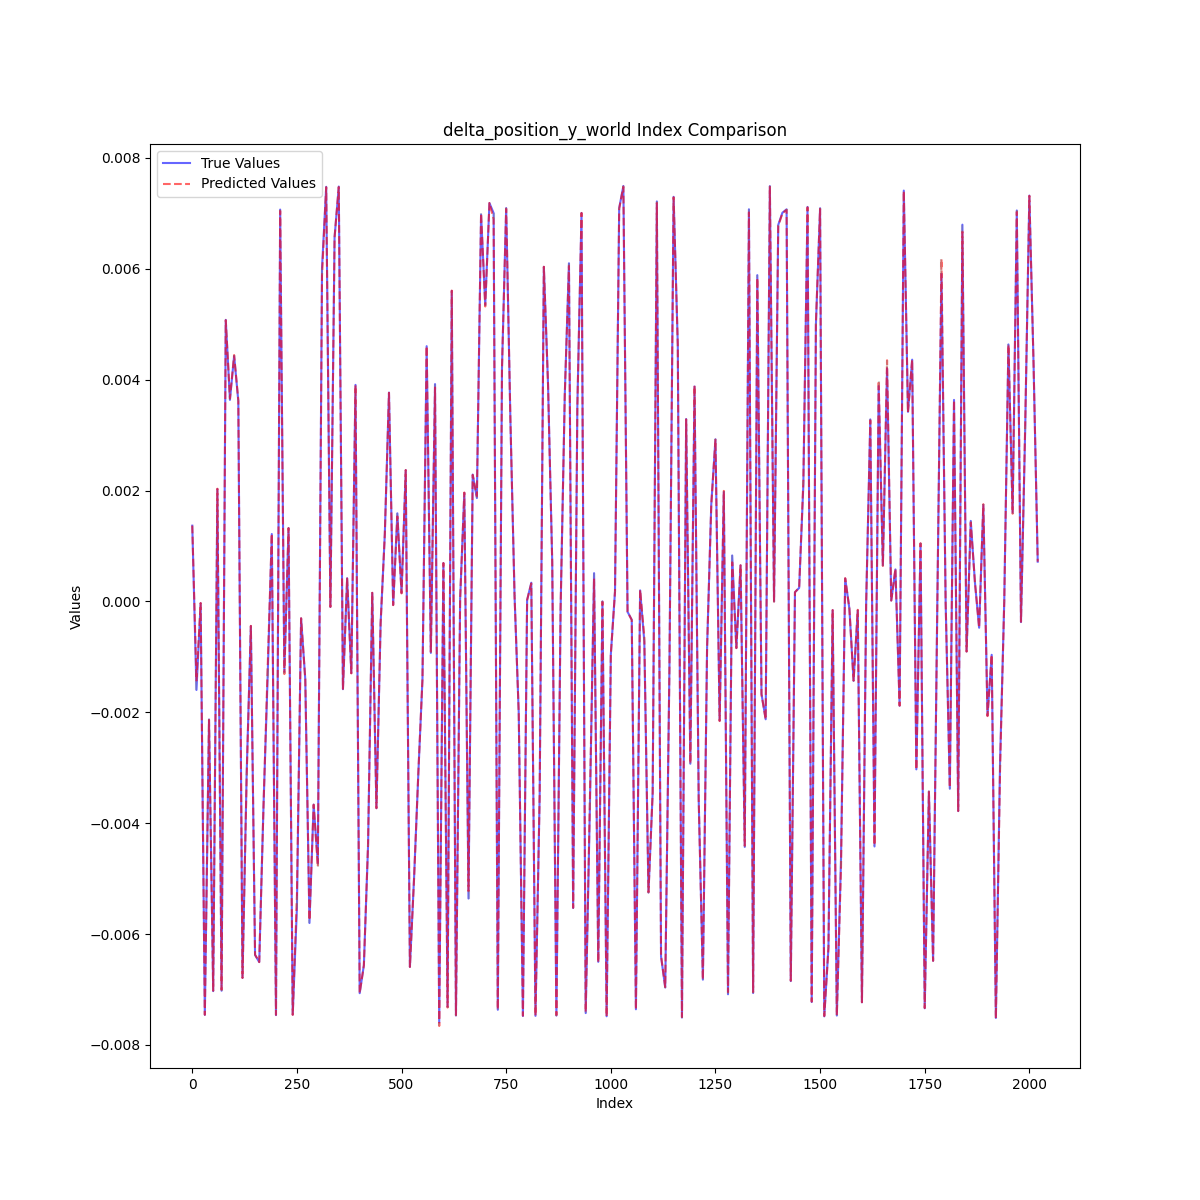 delta_position_y_world Index Comparison
True Values
Predicted Values
0.008
0.006
0.004
0.002
0.000
−0.002
−0.004
−0.006
−0.008
Values
0 250 500 750 1000 1250 1500 1750 2000
Index